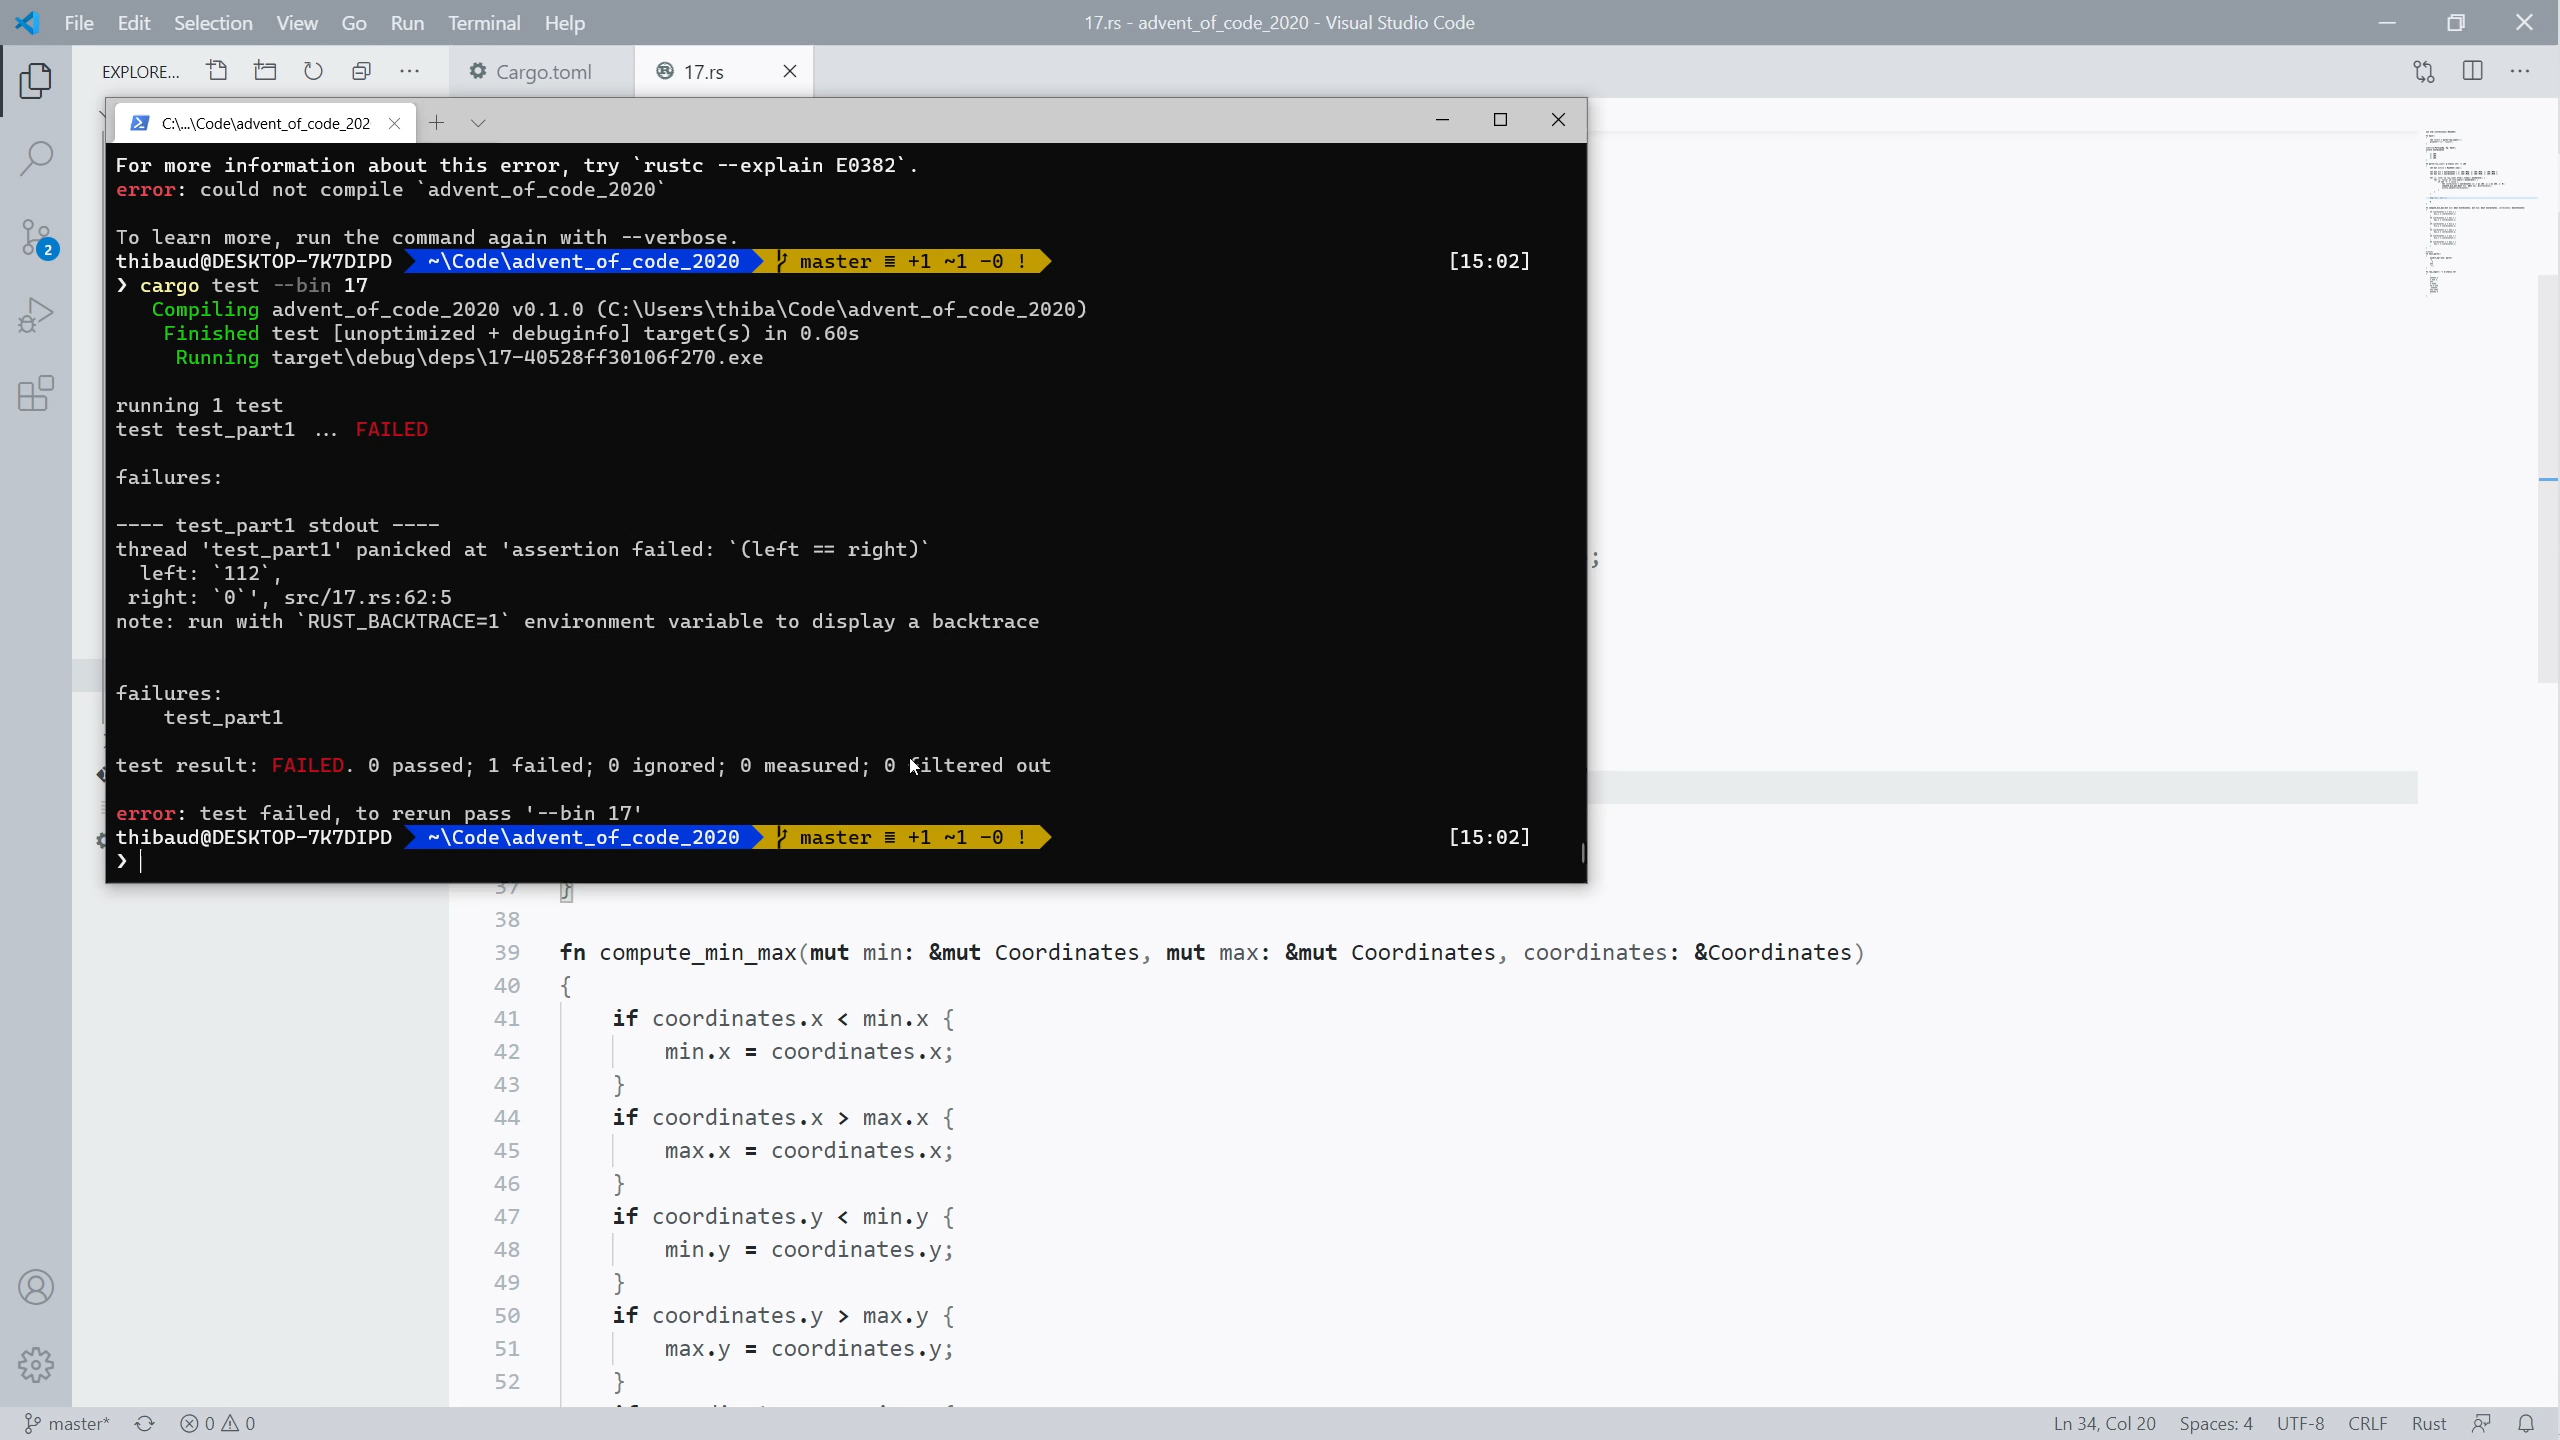 File Edit Selection View Go Run Terminal Help
17.rs - advent_of_code_2020 - Visual Studio Code
EXPLORE...
Cargo.toml
17.rs
C:\...\Code\advent_of_code_202
For more information about this error, try `rustc --explain E0382`.
error: could not compile `advent_of_code_2020`
To learn more, run the command again with --verbose.
thibaud@DESKTOP-7K7DIPD ~\Code\advent_of_code_2020 master ≡ +1 ~1 -0 ! [15:02]
❯ cargo test --bin 17
Compiling advent_of_code_2020 v0.1.0 (C:\Users\thiba\Code\advent_of_code_2020)
Finished test [unoptimized + debuginfo] target(s) in 0.60s
Running target\debug\deps\17-40528ff30106f270.exe
running 1 test
test test_part1 ... FAILED
failures:
---- test_part1 stdout ----
thread 'test_part1' panicked at 'assertion failed: `(left == right)`
left: `112`,
right: `0`', src/17.rs:62:5
note: run with `RUST_BACKTRACE=1` environment variable to display a backtrace
failures:
test_part1
test result: FAILED. 0 passed; 1 failed; 0 ignored; 0 measured; 0 filtered out
error: test failed, to rerun pass '--bin 17'
thibaud@DESKTOP-7K7DIPD ~\Code\advent_of_code_2020 master ≡ +1 ~1 -0 ! [15:02]
❯
;
2
37 }
38
39 fn compute_min_max(mut min: &mut Coordinates, mut max: &mut Coordinates, coordinates: &Coordinates)
40 {
41 if coordinates.x < min.x {
42 min.x = coordinates.x;
43 }
44 if coordinates.x > max.x {
45 max.x = coordinates.x;
46 }
47 if coordinates.y < min.y {
48 min.y = coordinates.y;
49 }
50 if coordinates.y > max.y {
51 max.y = coordinates.y;
52 }
master* 0 0
Ln 34, Col 20 Spaces: 4 UTF-8 CRLF Rust